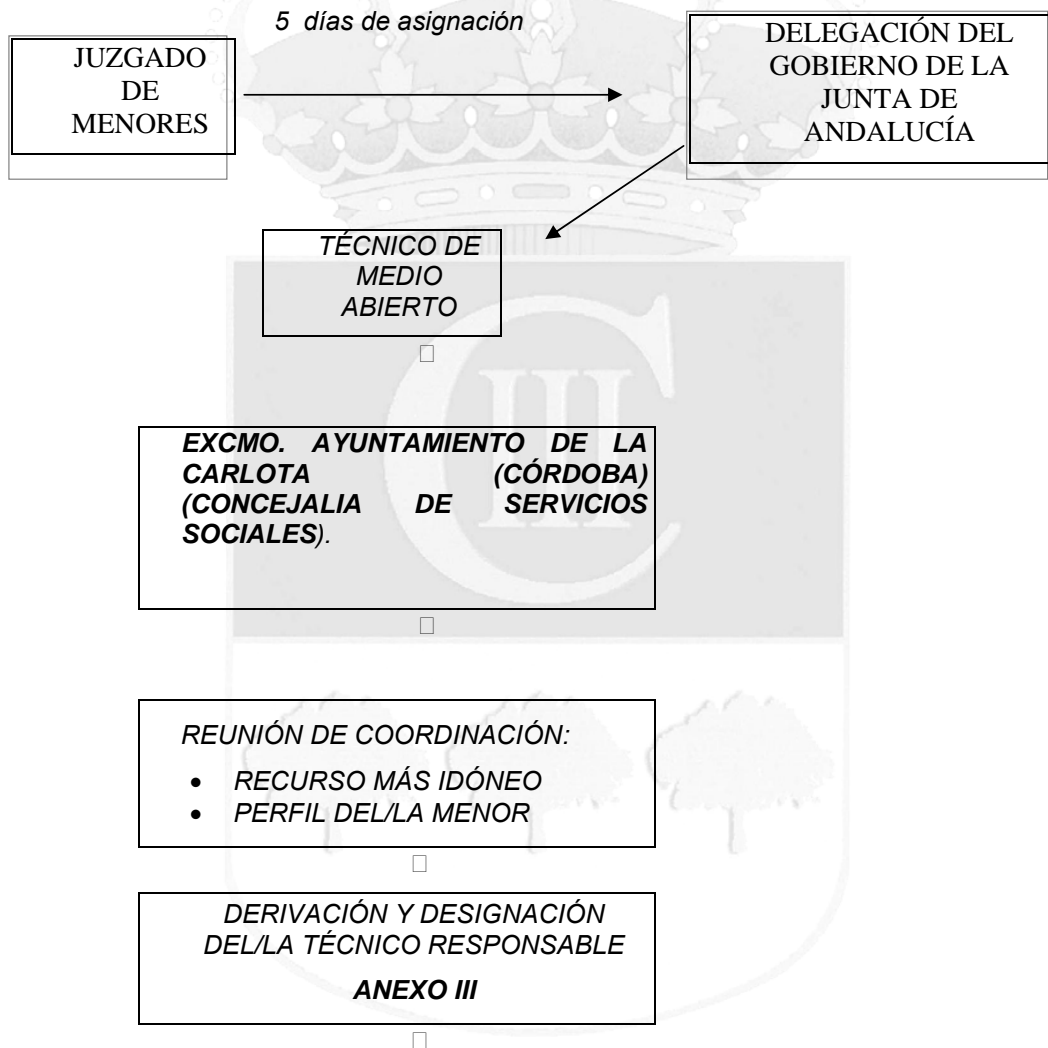 5 días de asignación
JUZGADO
DE
MENORES
DELEGACIÓN DEL
GOBIERNO DE LA
JUNTA DE
ANDALUCÍA
TÉCNICO DE
MEDIO
ABIERTO
EXCMO. AYUNTAMIENTO DE LA
CARLOTA (CÓRDOBA)
(CONCEJALIA DE SERVICIOS
SOCIALES).
REUNIÓN DE COORDINACIÓN:
• RECURSO MÁS IDÓNEO
• PERFIL DEL/LA MENOR
DERIVACIÓN Y DESIGNACIÓN
DEL/LA TÉCNICO RESPONSABLE
ANEXO III
C III